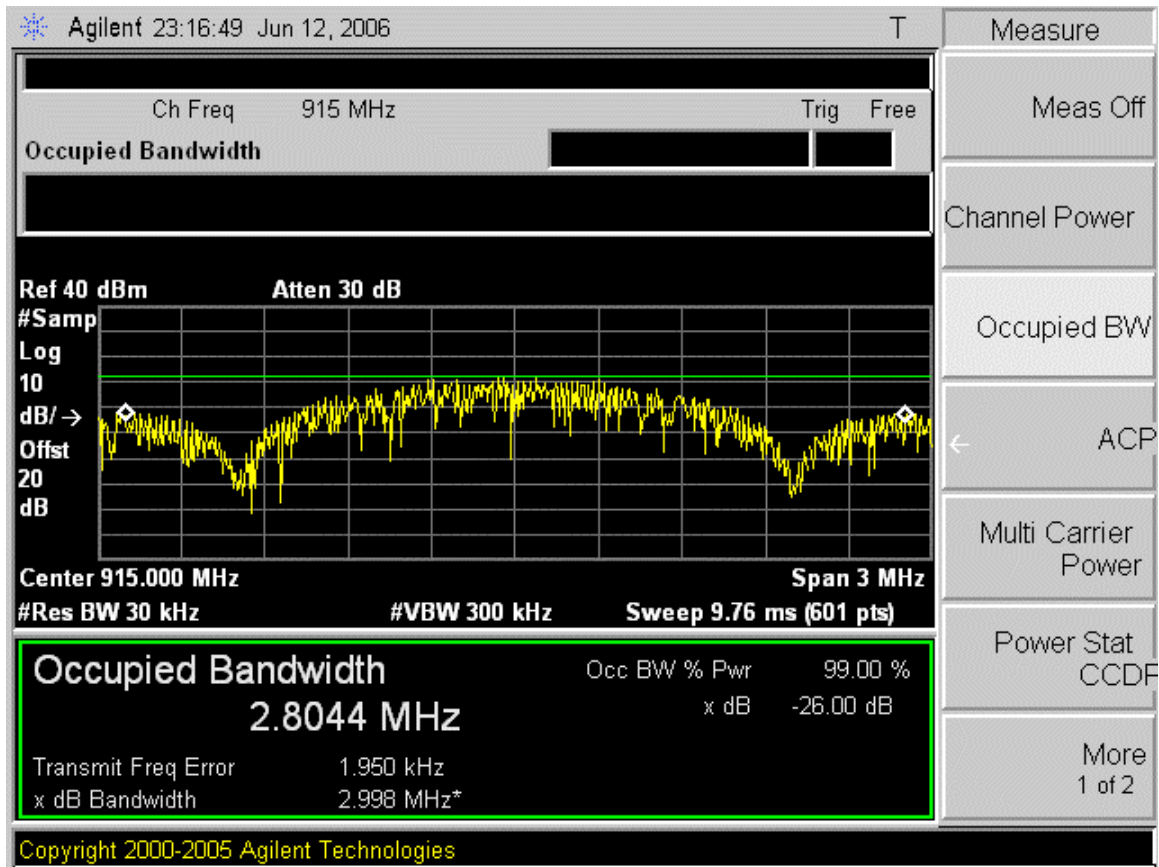 Agilent 23:16:49 Jun 12, 2006 T
Measure
Ch Freq 915 MHz Trig Free
Occupied Bandwidth
Meas Off
Channel Power
Occupied BW
ACP
Multi Carrier
Power
Power Stat
CCDF
More
1 of 2
Ref 40 dBm Atten 30 dB
#Samp
Log
10
dB/
Offst
20
dB
Center 915.000 MHz Span 3 MHz
#Res BW 30 kHz #VBW 300 kHz Sweep 9.76 ms (601 pts)
Occupied Bandwidth
2.8044 MHz
Occ BW % Pwr 99.00 %
x dB -26.00 dB
Transmit Freq Error 1.950 kHz
x dB Bandwidth 2.998 MHz*
Copyright 2000-2005 Agilent Technologies